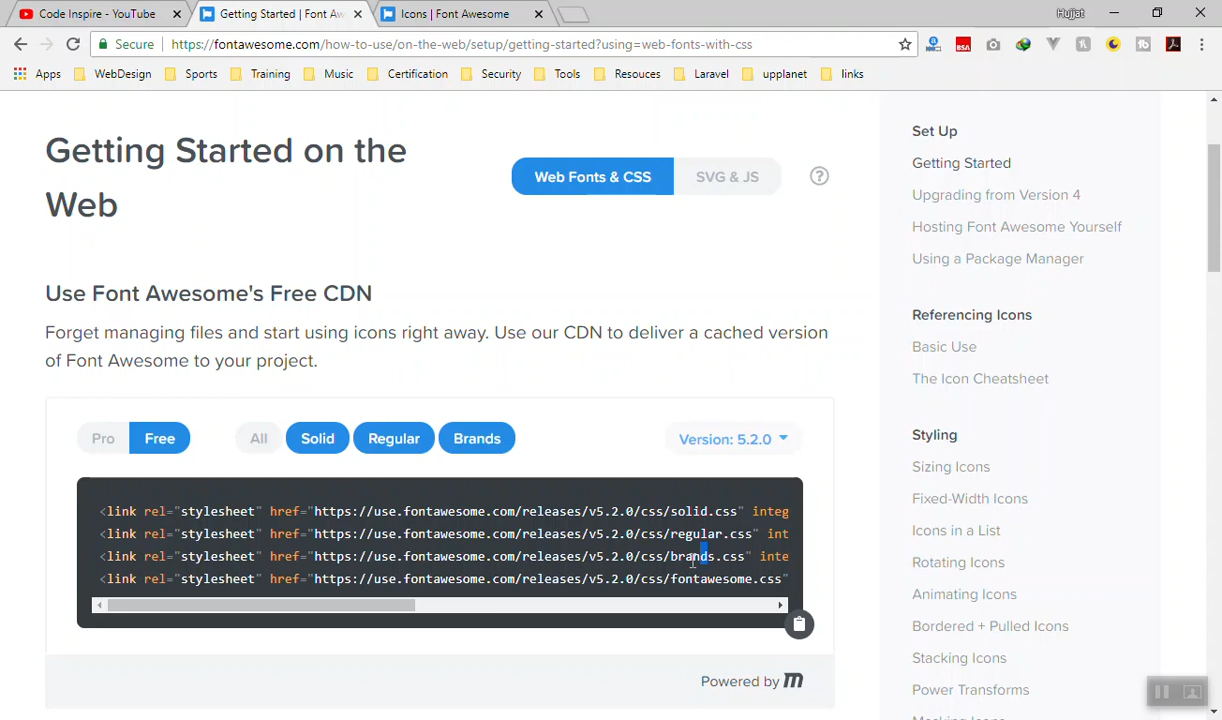 Code Inspire - YouTube
Getting Started | Font Aw
Icons | Font Awesome
Hujjat
Secure
https://fontawesome.com/how-to-use/on-the-web/setup/getting-started?using=web-fonts-with-css
Apps
WebDesign
Sports
Training
Music
Certification
Security
Tools
Resouces
Laravel
upplanet
links
Getting Started on the
Web
Web Fonts & CSS
SVG & JS
?
Use Font Awesome's Free CDN
Forget managing files and start using icons right away. Use our CDN to deliver a cached version
of Font Awesome to your project.
Pro
Free
All
Solid
Regular
Brands
Version: 5.2.0
<link rel="stylesheet" href="https://use.fontawesome.com/releases/v5.2.0/css/solid.css" integ
<link rel="stylesheet" href="https://use.fontawesome.com/releases/v5.2.0/css/regular.css" int
<link rel="stylesheet" href="https://use.fontawesome.com/releases/v5.2.0/css/brands.css" inte
<link rel="stylesheet" href="https://use.fontawesome.com/releases/v5.2.0/css/fontawesome.css"
Powered by m
Set Up
Getting Started
Upgrading from Version 4
Hosting Font Awesome Yourself
Using a Package Manager
Referencing Icons
Basic Use
The Icon Cheatsheet
Styling
Sizing Icons
Fixed-Width Icons
Icons in a List
Rotating Icons
Animating Icons
Bordered + Pulled Icons
Stacking Icons
Power Transforms
Masking Icons